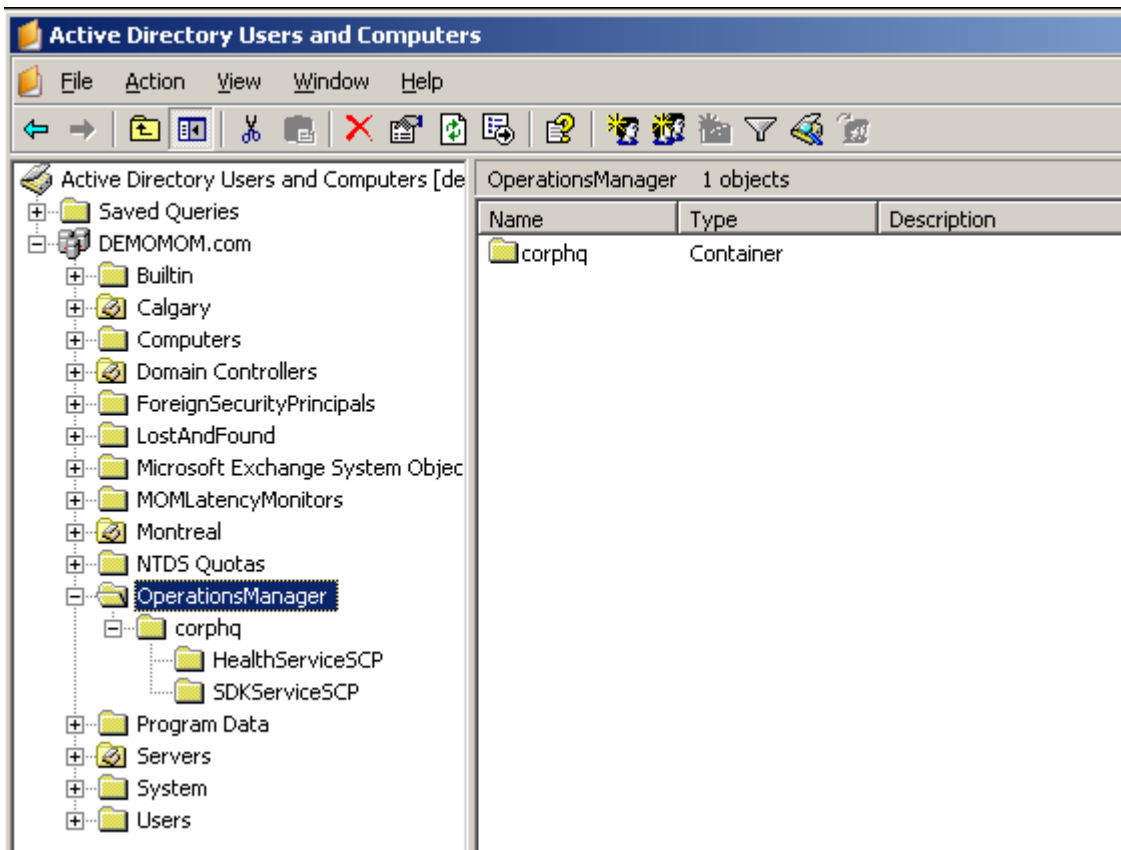 Active Directory Users and Computers
File Action View Window Help
Active Directory Users and Computers [de
Saved Queries
DEMOMOM.com
Builtin
Calgary
Computers
Domain Controllers
ForeignSecurityPrincipals
LostAndFound
Microsoft Exchange System Objec
MOMLatencyMonitors
Montreal
NTDS Quotas
OperationsManager
corphq
HealthServiceSCP
SDKServiceSCP
Program Data
Servers
System
Users
OperationsManager 1 objects
Name Type Description
corphq Container